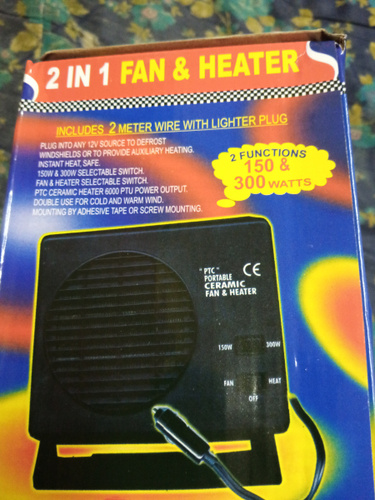 2 IN 1 FAN & HEATER
INCLUDES 2 METER WIRE WITH LIGHTER PLUG
PLUG INTO ANY 12V SOURCE TO DEFROST
WINDSHIELDS OR TO PROVIDE AUXILIARY HEATING.
INSTANT HEAT, SAFE.
150W & 300W SELECTABLE SWITCH.
FAN & HEATER SELECTABLE SWITCH.
PTC CERAMIC HEATER 6000 PTU POWER OUTPUT.
DOUBLE USE FOR COLD AND WARM WIND.
MOUNTING BY ADHESIVE TAPE OR SCREW MOUNTING.
2 FUNCTIONS
150 &
300 WATTS
"PTC"
PORTABLE
CERAMIC
FAN & HEATER
CE
150W 300W
FAN HEAT
OFF